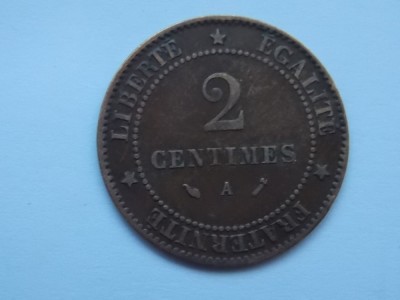 LIBERTE ★ EGALITE ★ FRATERNITE ★
2
CENTIMES
A